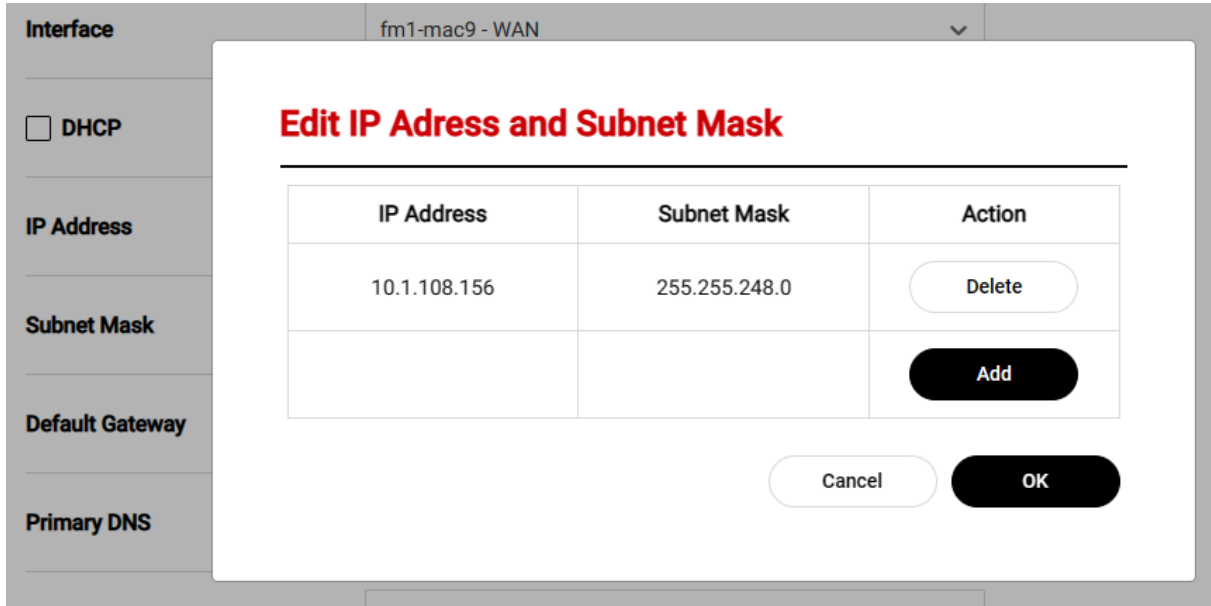 Interface
fm1-mac9 - WAN
DHCP
Edit IP Adress and Subnet Mask
IP Address Subnet Mask Action
IP Address
10.1.108.156 255.255.248.0 Delete
Subnet Mask
Add
Default Gateway
Cancel OK
Primary DNS